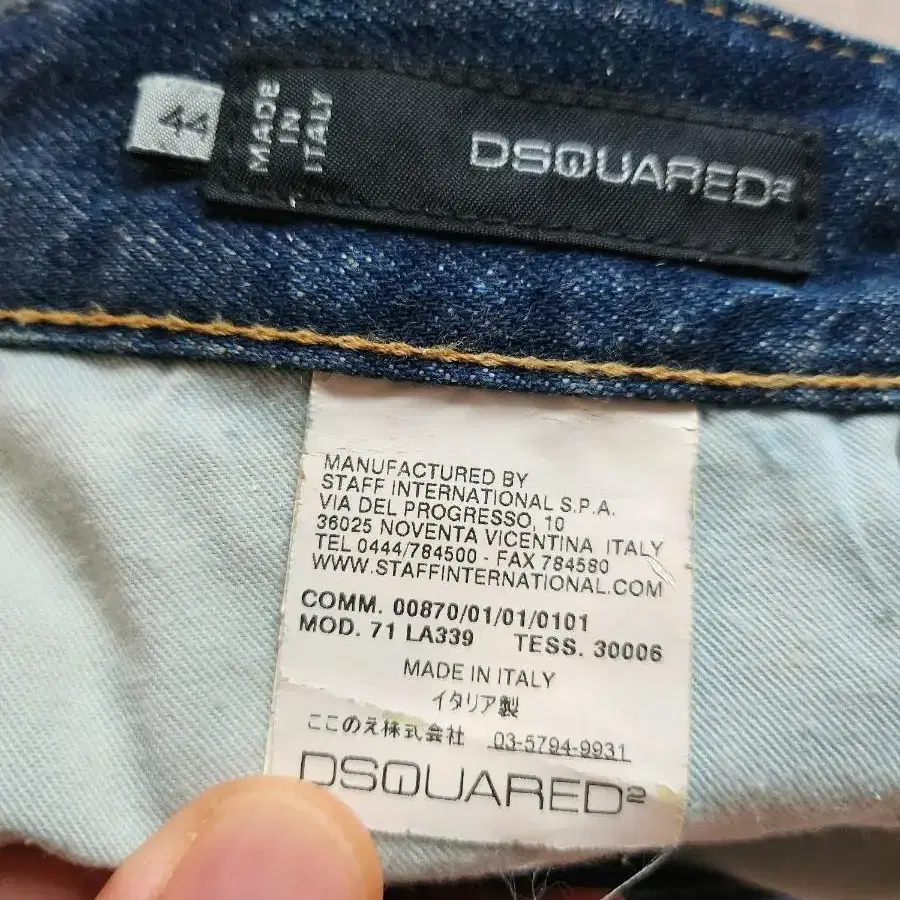 44
MADE
IN
ITALY
DSQUARED2
MANUFACTURED BY
STAFF INTERNATIONAL S.P.A.
VIA DEL PROGRESSO, 10
36025 NOVENTA VICENTINA ITALY
TEL 0444/784500 - FAX 784580
WWW.STAFFINTERNATIONAL.COM
COMM. 00870/01/01/0101
MOD. 71 LA339 TESS. 30006
MADE IN ITALY
イタリア製
ここのえ株式会社 03-5794-9931
DSQUARED2